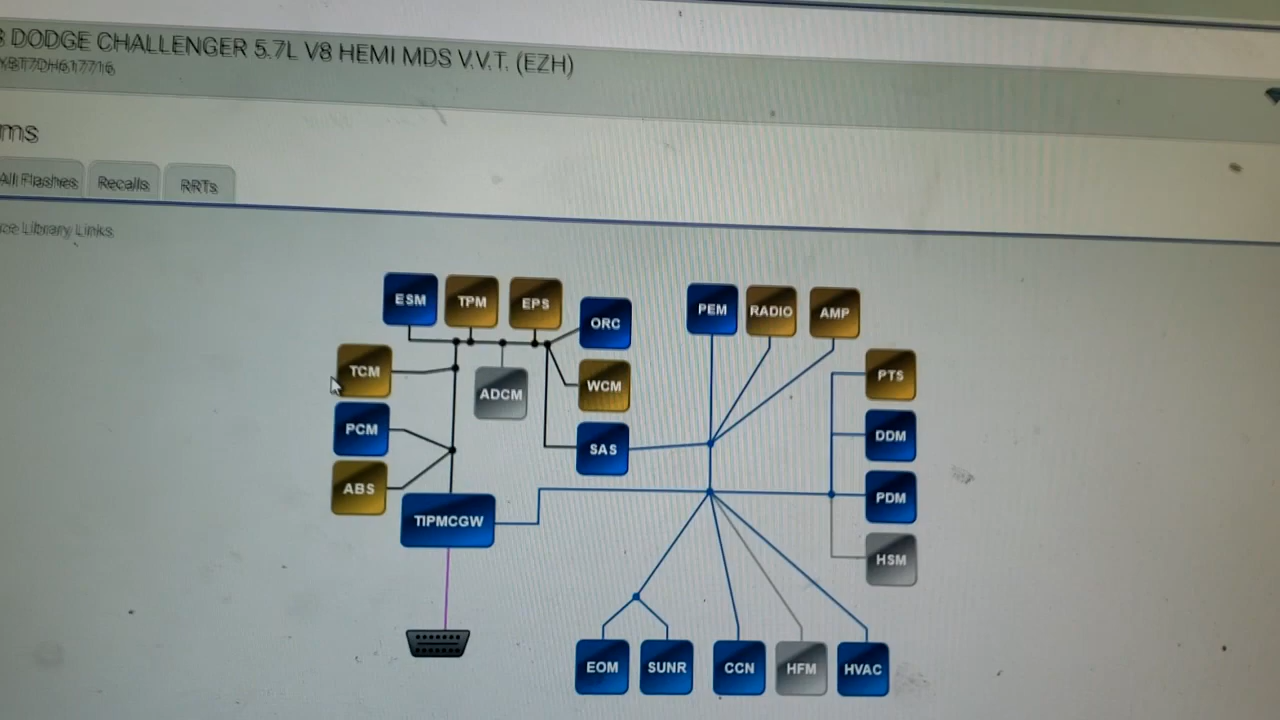 DODGE CHALLENGER 5.7L V8 HEMI MDS V.V.T. (EZH)
ms
All Flashes Recalls RRTs
ce Library Links
ESM TPM EPS ORC PEM RADIO AMP
TCM ADCM WCM PTS
PCM SAS DDM
ABS TIPMCGW PDM
HSM
EOM SUNR CCN HFM HVAC